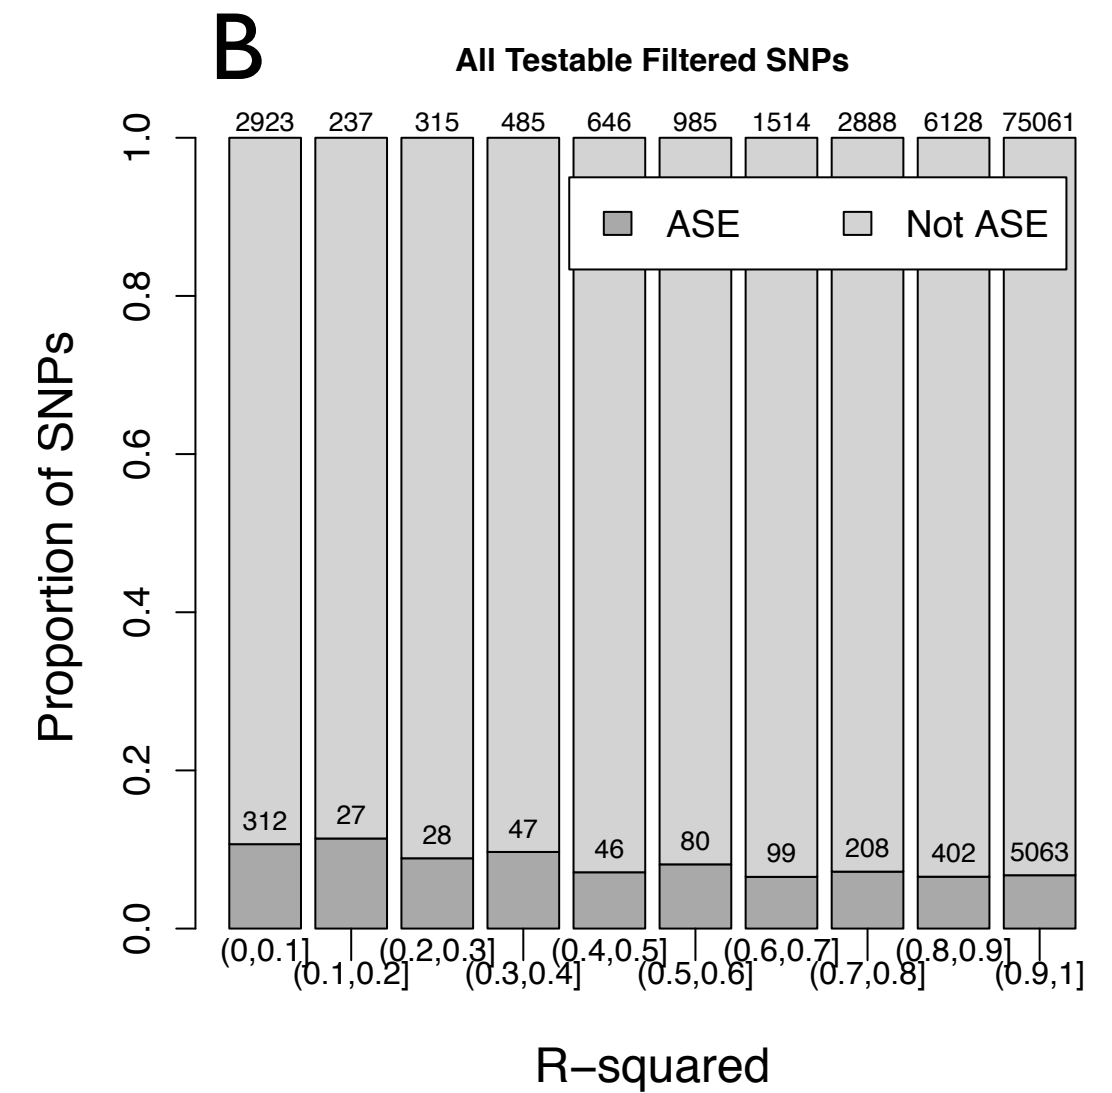 B
All Testable Filtered SNPs
2923 237 315 485 646 985 1514 2888 6128 75061
ASE Not ASE
1.0
0.8
0.6
0.4
0.2
0.0
Proportion of SNPs
312 27 28 47 46 80 99 208 402 5063
(0,0.1] (0.2,0.3] (0.4,0.5] (0.6,0.7] (0.8,0.9]
(0.1,0.2] (0.3,0.4] (0.5,0.6] (0.7,0.8] (0.9,1]
R−squared